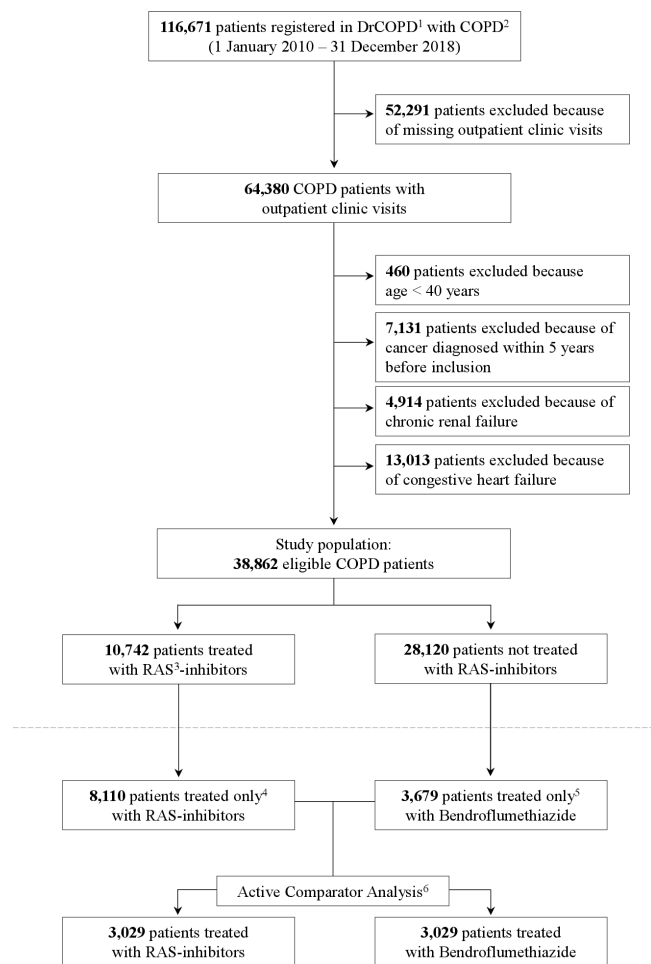 116,671 patients registered in DrCOPD1 with COPD2
(1 January 2010 – 31 December 2018)
52,291 patients excluded because
of missing outpatient clinic visits
64,380 COPD patients with
outpatient clinic visits
460 patients excluded because
age < 40 years
7,131 patients excluded because of
cancer diagnosed within 5 years
before inclusion
4,914 patients excluded because of
chronic renal failure
13,013 patients excluded because
of congestive heart failure
Study population:
38,862 eligible COPD patients
10,742 patients treated
with RAS3-inhibitors
28,120 patients not treated
with RAS-inhibitors
8,110 patients treated only4
with RAS-inhibitors
3,679 patients treated only5
with Bendroflumethiazide
Active Comparator Analysis6
3,029 patients treated
with RAS-inhibitors
3,029 patients treated
with Bendroflumethiazide